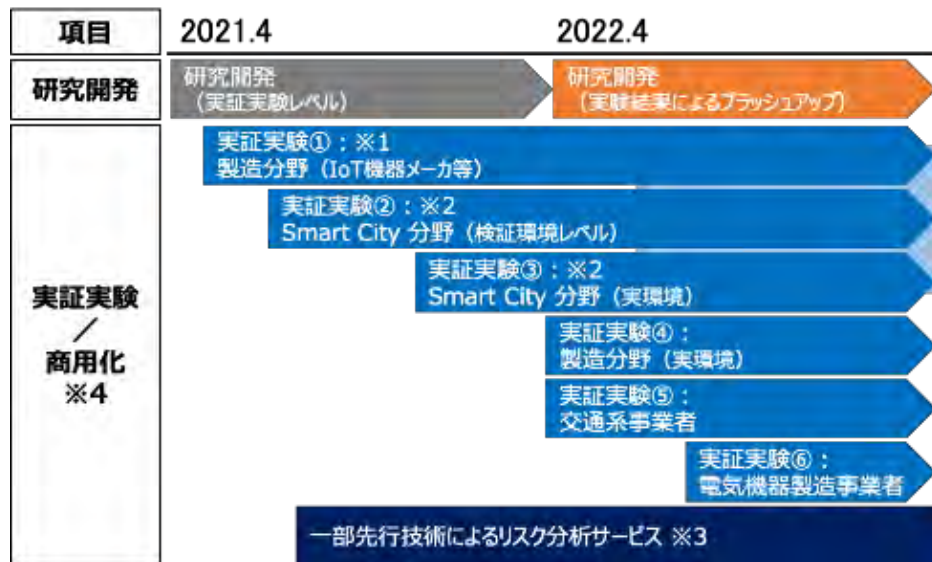 項目
2021.4
2022.4
研究開発
研究開発
（実証実験レベル）
研究開発
（実験結果によるブラッシュアップ）
実証実験
／
商用化
※4
実証実験①：※1
製造分野（IoT機器メーカ等）
実証実験②：※2
Smart City 分野（検証環境レベル）
実証実験③：※2
Smart City 分野（実環境）
実証実験④：
製造分野（実環境）
実証実験⑤：
交通系事業者
実証実験⑥：
電気機器製造事業者
一部先行技術によるリスク分析サービス ※3